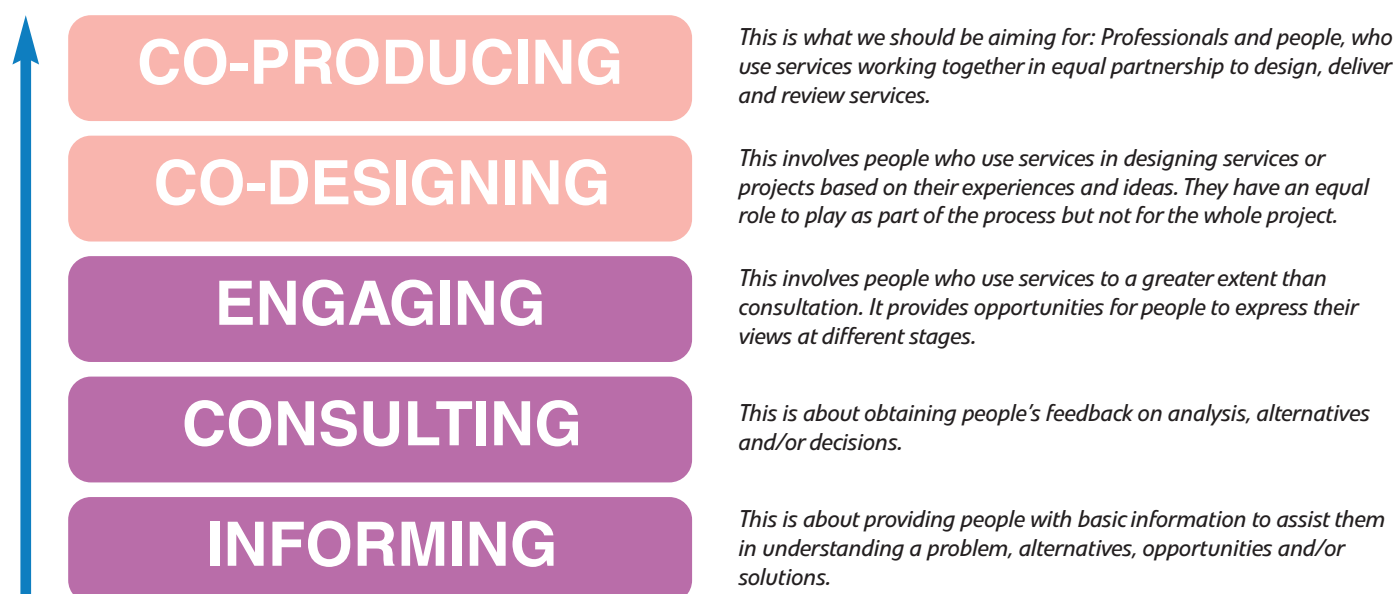 CO-PRODUCING
This is what we should be aiming for: Professionals and people, who
use services working together in equal partnership to design, deliver
and review services.
CO-DESIGNING
This involves people who use services in designing services or
projects based on their experiences and ideas. They have an equal
role to play as part of the process but not for the whole project.
ENGAGING
This involves people who use services to a greater extent than
consultation. It provides opportunities for people to express their
views at different stages.
CONSULTING
This is about obtaining people’s feedback on analysis, alternatives
and/or decisions.
INFORMING
This is about providing people with basic information to assist them
in understanding a problem, alternatives, opportunities and/or
solutions.